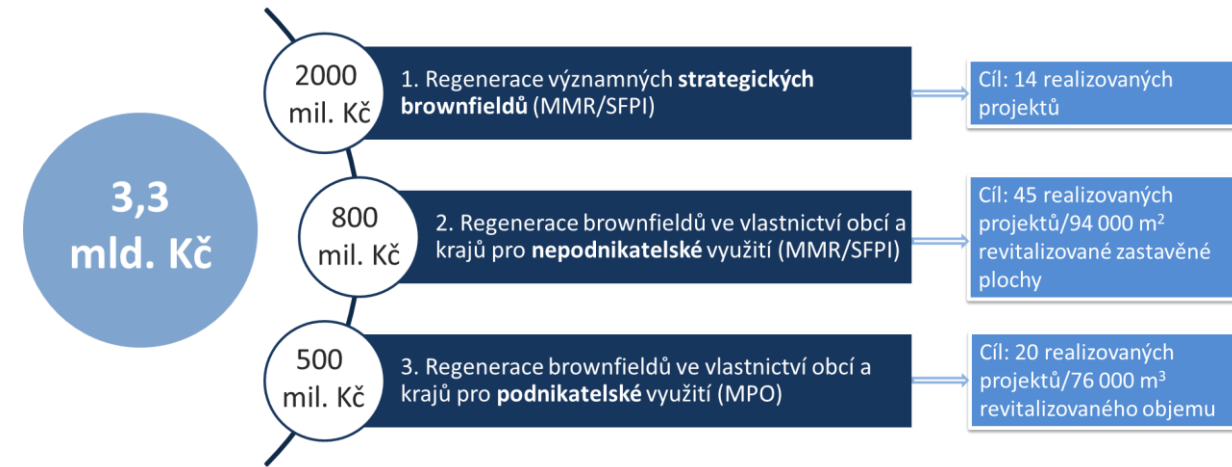 3,3
mld. Kč
2000
mil. Kč
1. Regenerace významných strategických
brownfieldů (MMR/SFPI)
Cíl: 14 realizovaných
projektů
800
mil. Kč
2. Regenerace brownfieldů ve vlastnictví obcí a
krajů pro nepodnikatelské využití (MMR/SFPI)
Cíl: 45 realizovaných
projektů/94 000 m²
revitalizované zastavěné
plochy
500
mil. Kč
3. Regenerace brownfieldů ve vlastnictví obcí a
krajů pro podnikatelské využití (MPO)
Cíl: 20 realizovaných
projektů/76 000 m³
revitalizovaného objemu